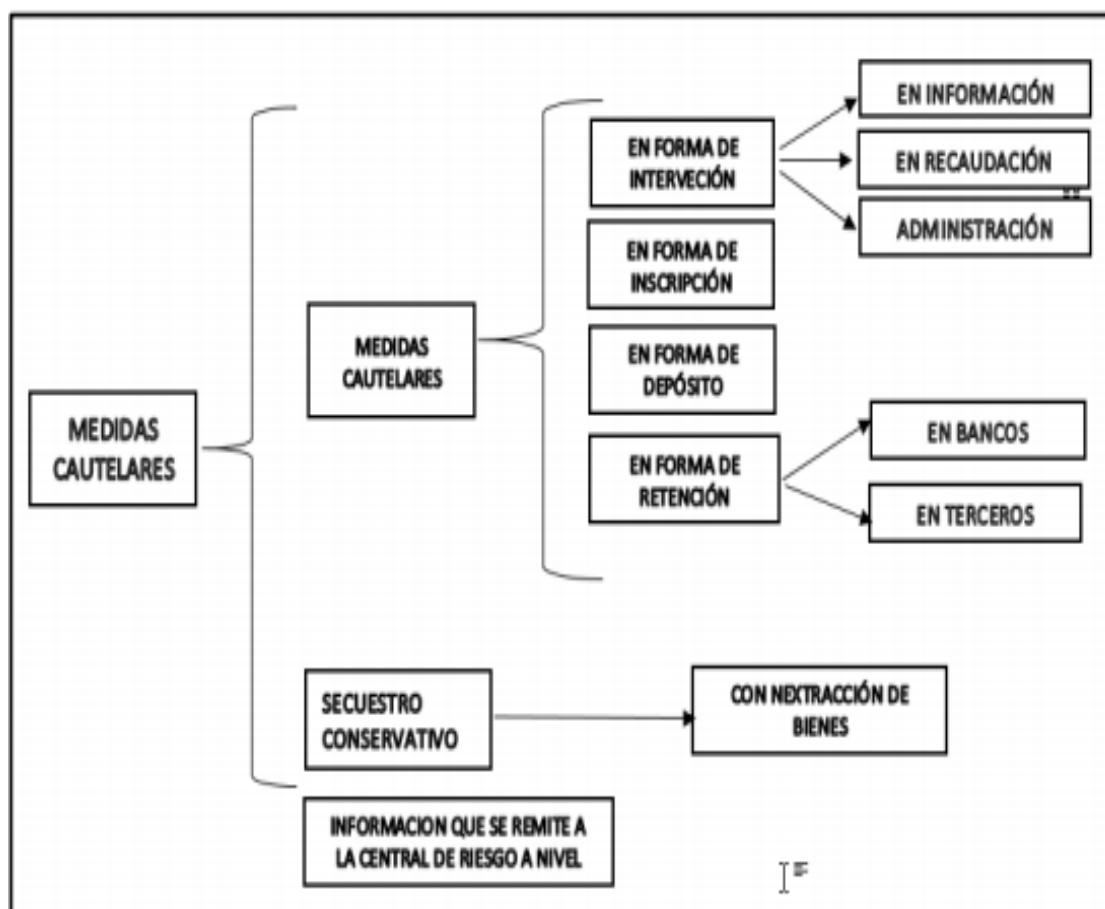 MEDIDAS
CAUTELARES
MEDIDAS
CAUTELARES
EN FORMA DE
INTERVECIÓN
EN INFORMACIÓN
EN RECAUDACIÓN
ADMINISTRACIÓN
EN FORMA DE
INSCRIPCIÓN
EN FORMA DE
DEPÓSITO
EN FORMA DE
RETENCIÓN
EN BANCOS
EN TERCEROS
SECUESTRO
CONSERVATIVO
CON NEXTRACCIÓN DE
BIENES
INFORMACION QUE SE REMITE A
LA CENTRAL DE RIESGO A NIVEL